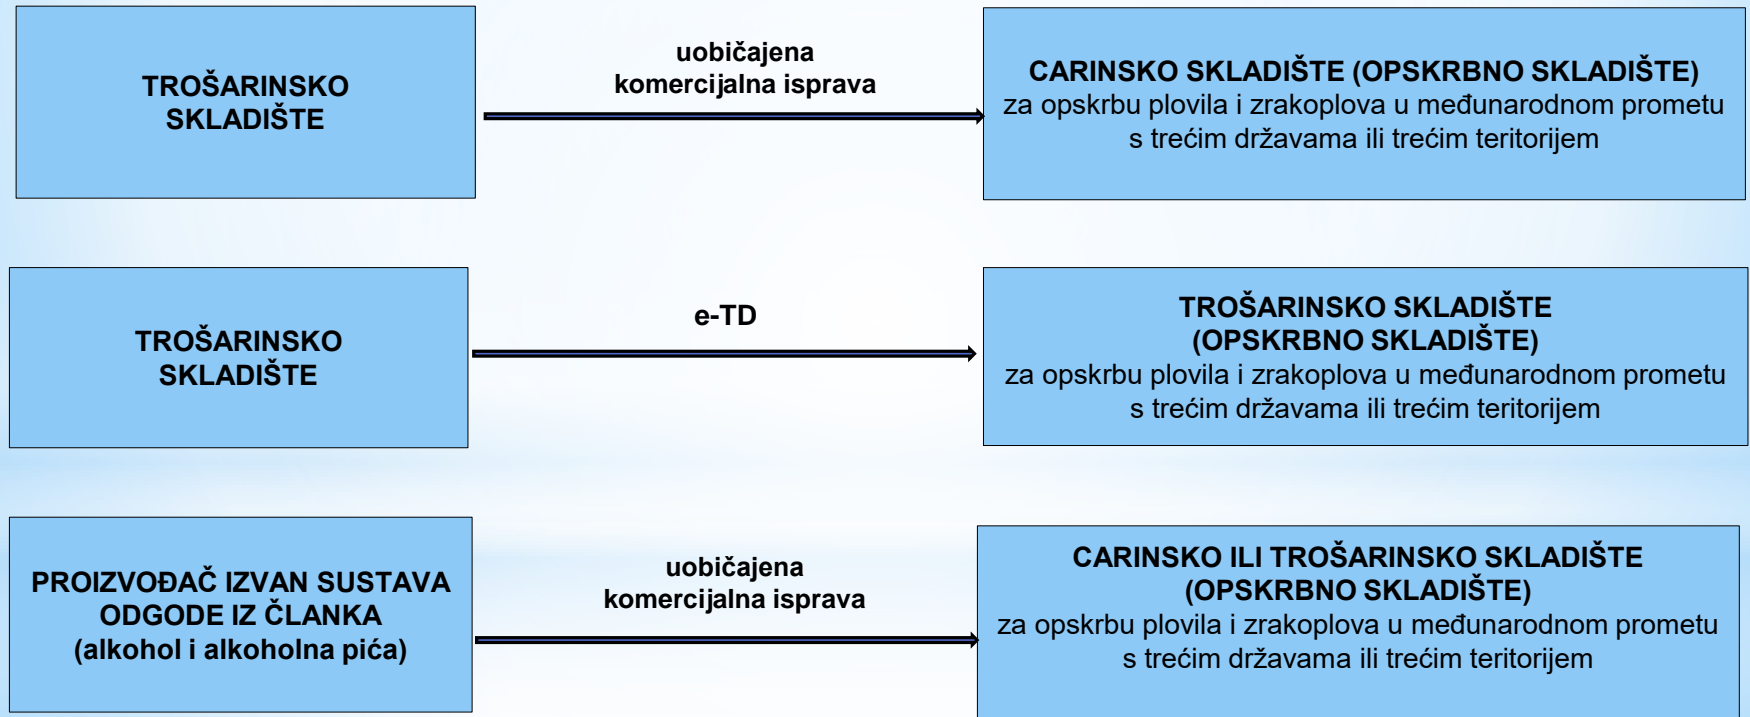 TROŠARINSKO
SKLADIŠTE
uobičajena
komercijalna isprava
CARINSKO SKLADIŠTE (OPSKRBNO SKLADIŠTE)
za opskrbu plovila i zrakoplova u međunarodnom prometu
s trećim državama ili trećim teritorijem
TROŠARINSKO
SKLADIŠTE
e-TD
TROŠARINSKO SKLADIŠTE
(OPSKRBNO SKLADIŠTE)
za opskrbu plovila i zrakoplova u međunarodnom prometu
s trećim državama ili trećim teritorijem
PROIZVOĐAČ IZVAN SUSTAVA
ODGODE IZ ČLANKA
(alkohol i alkoholna pića)
uobičajena
komercijalna isprava
CARINSKO ILI TROŠARINSKO SKLADIŠTE
(OPSKRBNO SKLADIŠTE)
za opskrbu plovila i zrakoplova u međunarodnom prometu
s trećim državama ili trećim teritorijem